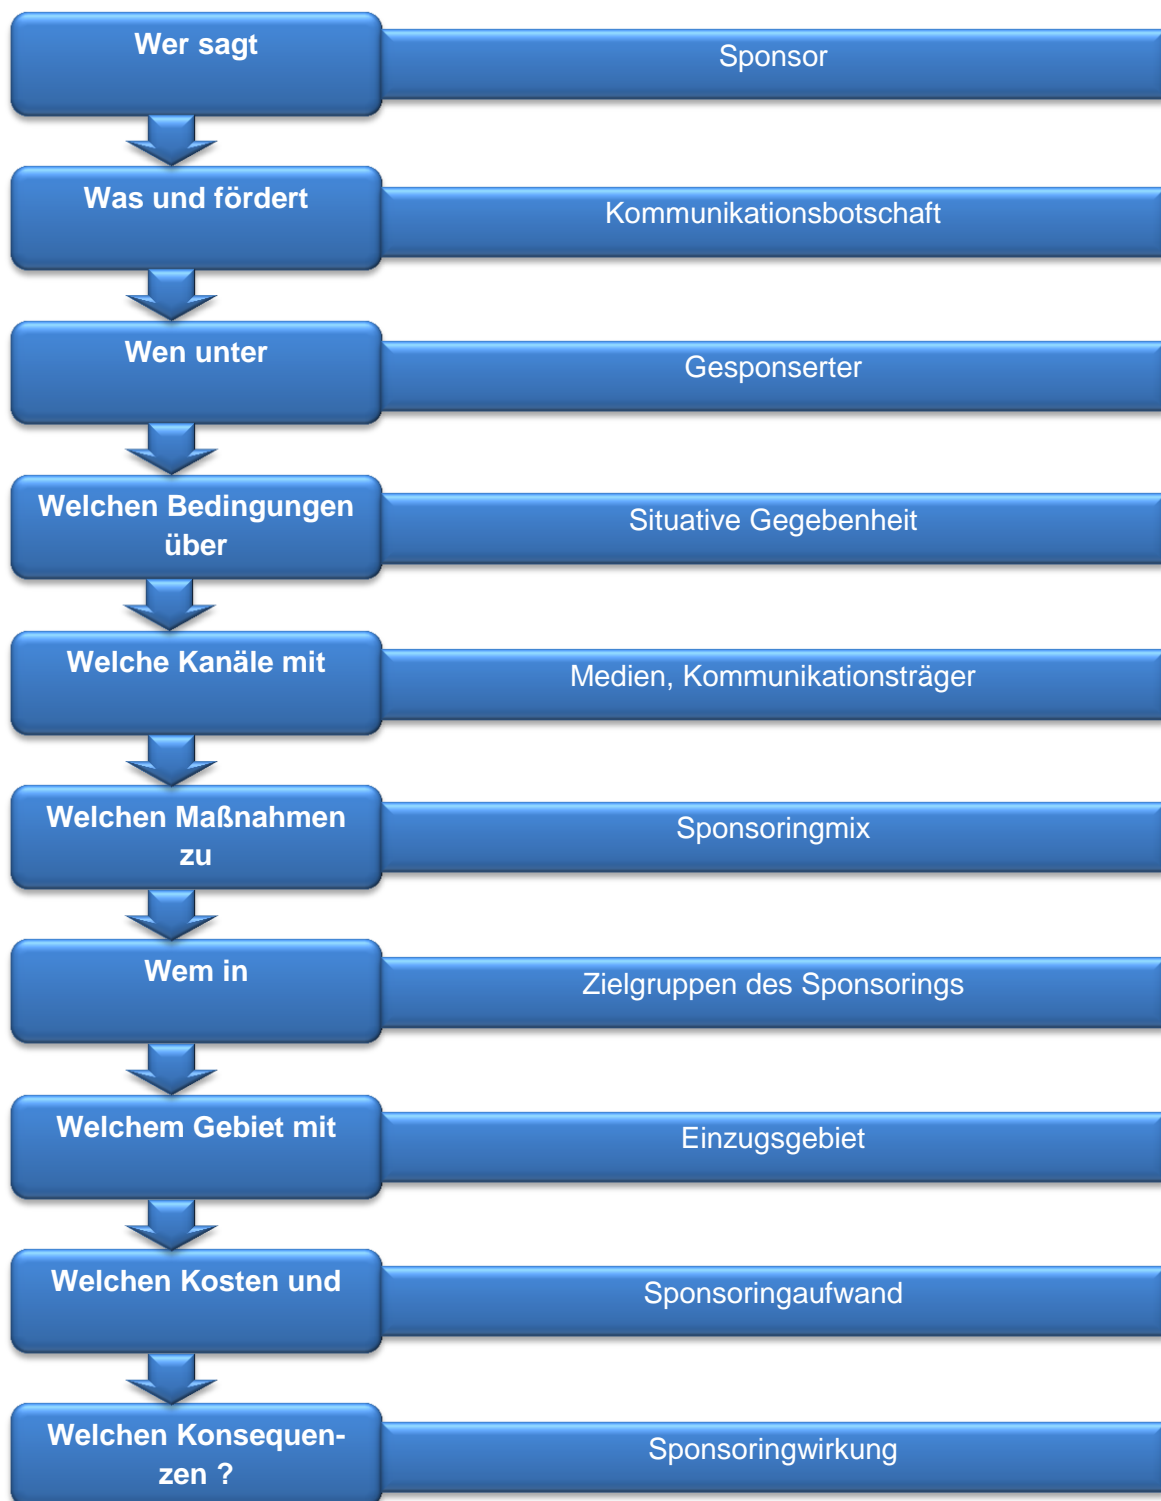 Wer sagt
Sponsor
Was und fördert
Kommunikationsbotschaft
Wen unter
Gesponserter
Welchen Bedingungen
über
Situative Gegebenheit
Welche Kanäle mit
Medien, Kommunikationsträger
Welchen Maßnahmen
zu
Sponsoringmix
Wem in
Zielgruppen des Sponsorings
Welchem Gebiet mit
Einzugsgebiet
Welchen Kosten und
Sponsoringaufwand
Welchen Konsequen-
zen ?
Sponsoringwirkung